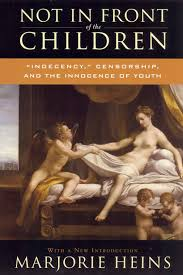 NOT IN FRONT
of the
CHILDREN
"INDECENCY," CENSORSHIP,
AND THE INNOCENCE OF YOUTH
With a New Introduction
MARJORIE HEINS